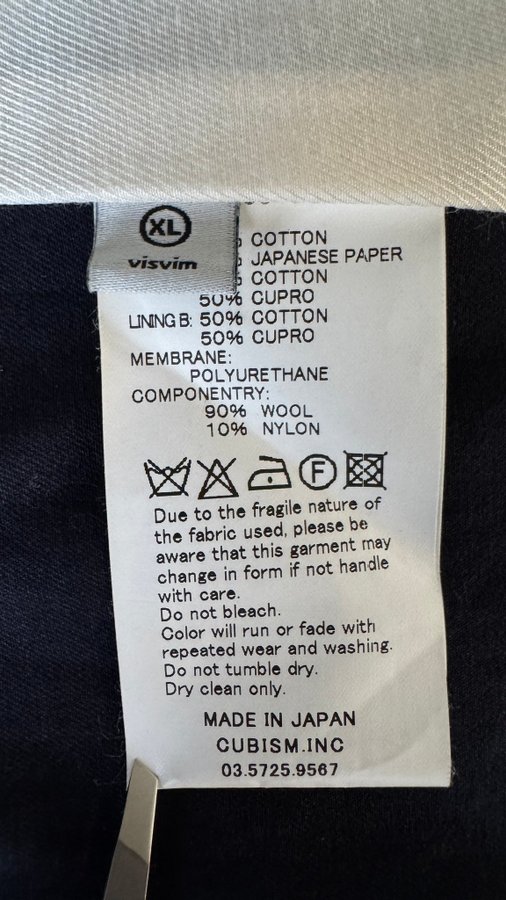 XL
visvim
COTTON
JAPANESE PAPER
COTTON
50% CUPRO
LINING B: 50% COTTON
50% CUPRO
MEMBRANE:
POLYURETHANE
COMPONENTRY:
90% WOOL
10% NYLON
F
Due to the fragile nature of
the fabric used, please be
aware that this garment may
change in form if not handle
with care.
Do not bleach.
Color will run or fade with
repeated wear and washing.
Do not tumble dry.
Dry clean only.
MADE IN JAPAN
CUBISM.INC
03.5725.9567